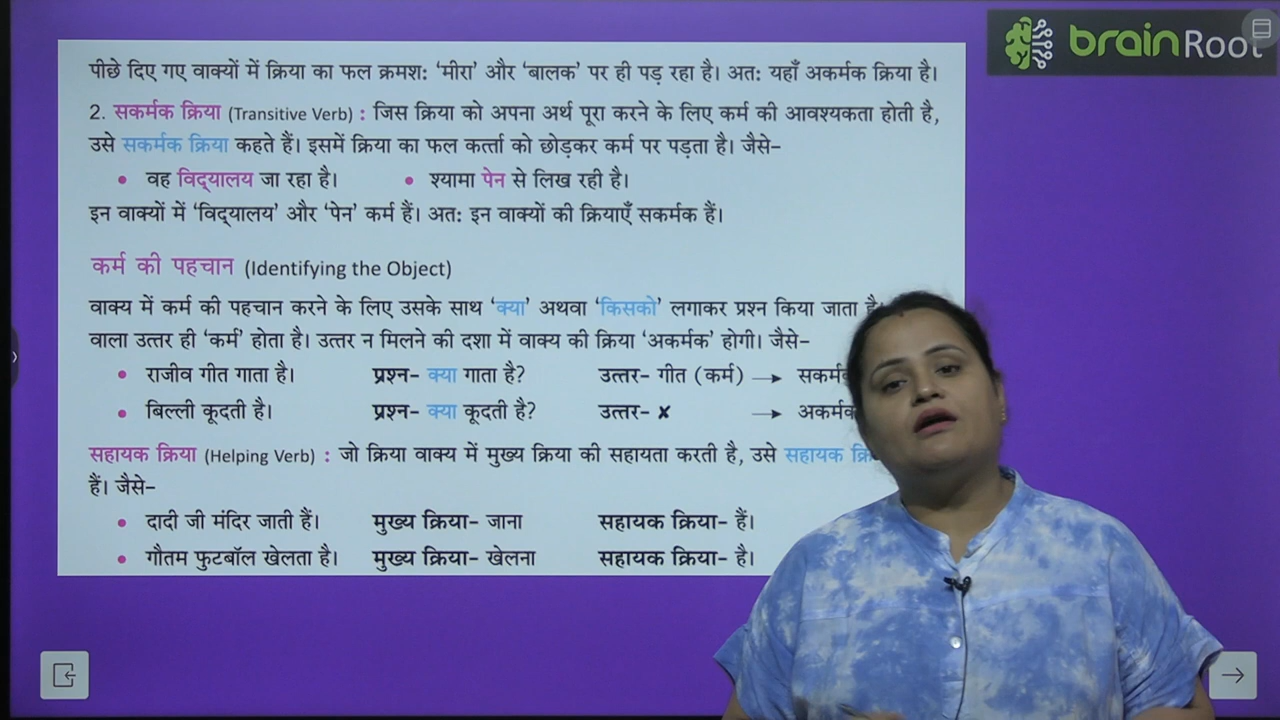 brainRoot
पीछे दिए गए वाक्यों में क्रिया का फल क्रमश: ‘मीरा’ और ‘बालक’ पर ही पड़ रहा है। अत: यहाँ अकर्मक क्रिया है।
2. सकर्मक क्रिया (Transitive Verb) : जिस क्रिया को अपना अर्थ पूरा करने के लिए कर्म की आवश्यकता होती है,
उसे सकर्मक क्रिया कहते हैं। इसमें क्रिया का फल कर्त्ता को छोड़कर कर्म पर पड़ता है। जैसे–
• वह विद्‌यालय जा रहा है। • श्यामा पेन से लिख रही है।
इन वाक्यों में ‘विद्‌यालय’ और ‘पेन’ कर्म हैं। अत: इन वाक्यों की क्रियाएँ सकर्मक हैं।
कर्म की पहचान (Identifying the Object)
वाक्य में कर्म की पहचान करने के लिए उसके साथ ‘क्या’ अथवा ‘किसको’ लगाकर प्रश्न किया जाता है।
वाला उत्तर ही ‘कर्म’ होता है। उत्तर न मिलने की दशा में वाक्य की क्रिया ‘अकर्मक’ होगी। जैसे–
• राजीव गीत गाता है। प्रश्न– क्या गाता है? उत्तर– गीत (कर्म) → सकर्मक
• बिल्ली कूदती है। प्रश्न– क्या कूदती है? उत्तर– ✘ → अकर्मक
सहायक क्रिया (Helping Verb) : जो क्रिया वाक्य में मुख्य क्रिया की सहायता करती है, उसे सहायक
हैं। जैसे–
• दादी जी मंदिर जाती हैं। मुख्य क्रिया– जाना सहायक क्रिया– हैं।
• गौतम फुटबॉल खेलता है। मुख्य क्रिया– खेलना सहायक क्रिया– है।